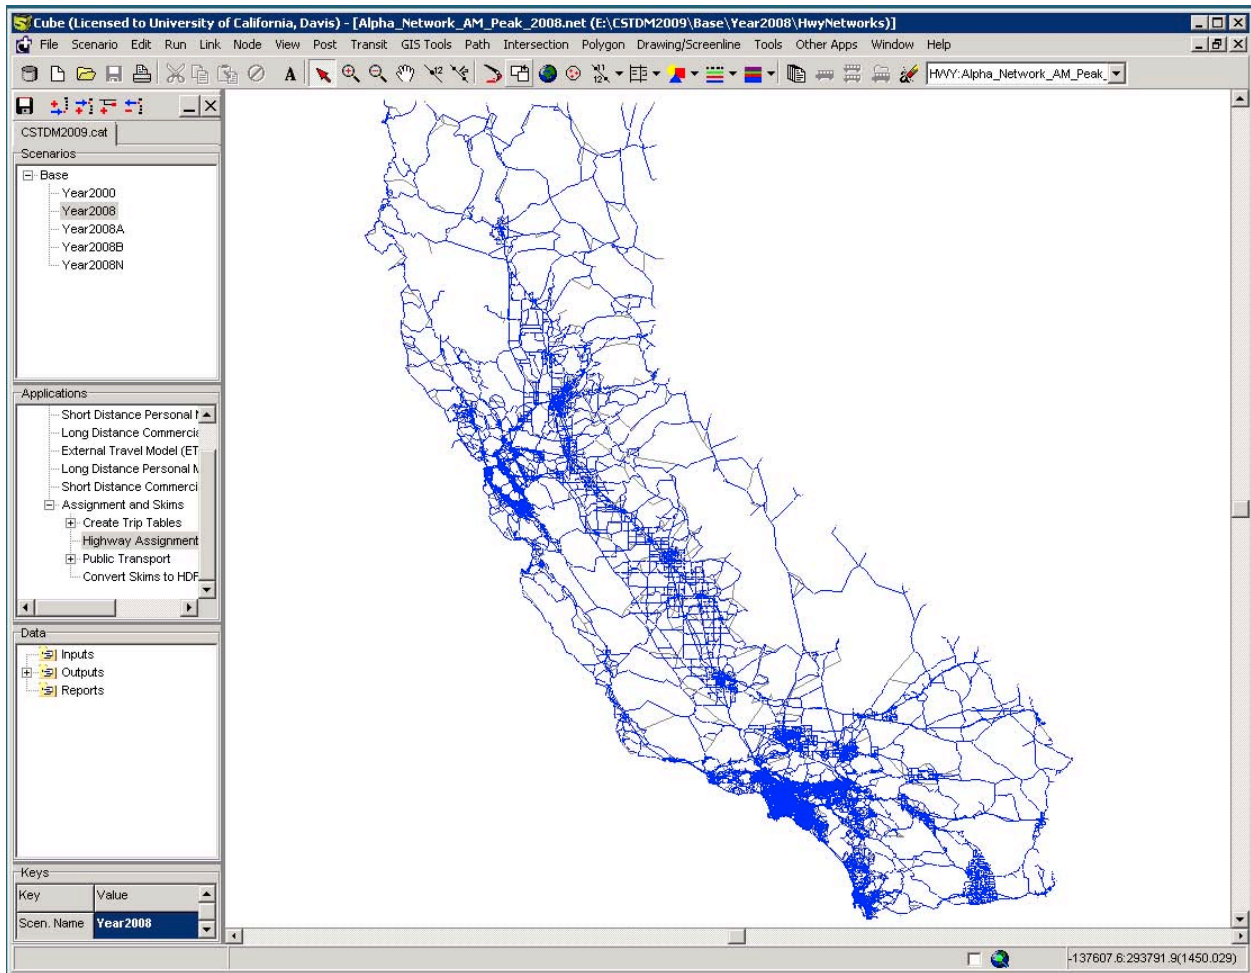 Cube (Licensed to University of California, Davis) - [Alpha_Network_AM_Peak_2008.net (E:\CSTDM2009\Base\Year2008\HwyNetworks)]
File Scenario Edit Run Link Node View Post Transit GIS Tools Path Intersection Polygon Drawing/Screenline Tools Other Apps Window Help
A
HWY:Alpha_Network_AM_Peak_
CSTDM2009.cat
Scenarios
Base
Year2000
Year2008
Year2008A
Year2008B
Year2008N
Applications
Short Distance Personal
Long Distance Commerci
External Travel Model (ET
Long Distance Personal
Short Distance Commerci
Assignment and Skims
Create Trip Tables
Highway Assignment
Public Transport
Convert Skims to HDF
Data
Inputs
Outputs
Reports
Keys
Key Value
Scen. Name Year2008
-137607.6:293791.9(1450.029)